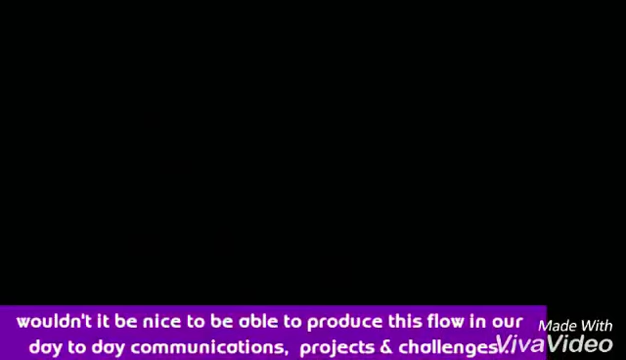 wouldn't it be nice to be able to produce this flow in our
day to day communications, projects & challenges.
Made With
VivaVideo